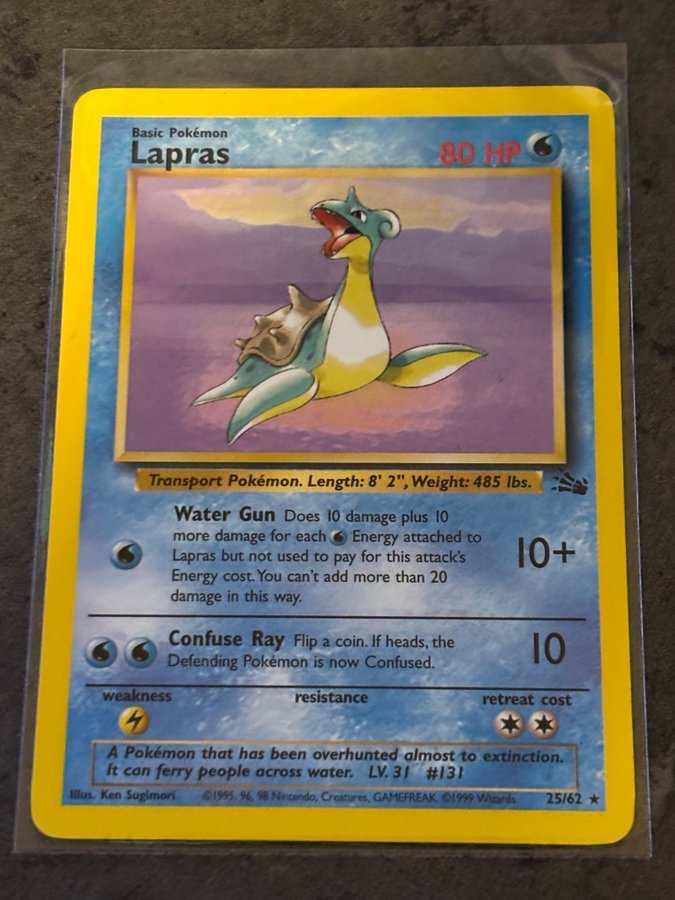 Basic Pokémon
Lapras
80 HP
Transport Pokémon. Length: 8' 2", Weight: 485 lbs.
Water Gun Does 10 damage plus 10
more damage for each Energy attached to
Lapras but not used to pay for this attack's
Energy cost. You can't add more than 20
damage in this way.
10+
Confuse Ray Flip a coin. If heads, the
Defending Pokémon is now Confused.
10
weakness resistance retreat cost
A Pokémon that has been overhunted almost to extinction.
It can ferry people across water. LV. 31 #131
Illus. Ken Sugimori ©1995, 96, 98 Nintendo, Creatures, GAMEFREAK. ©1999 Wizards. 25/62 ★